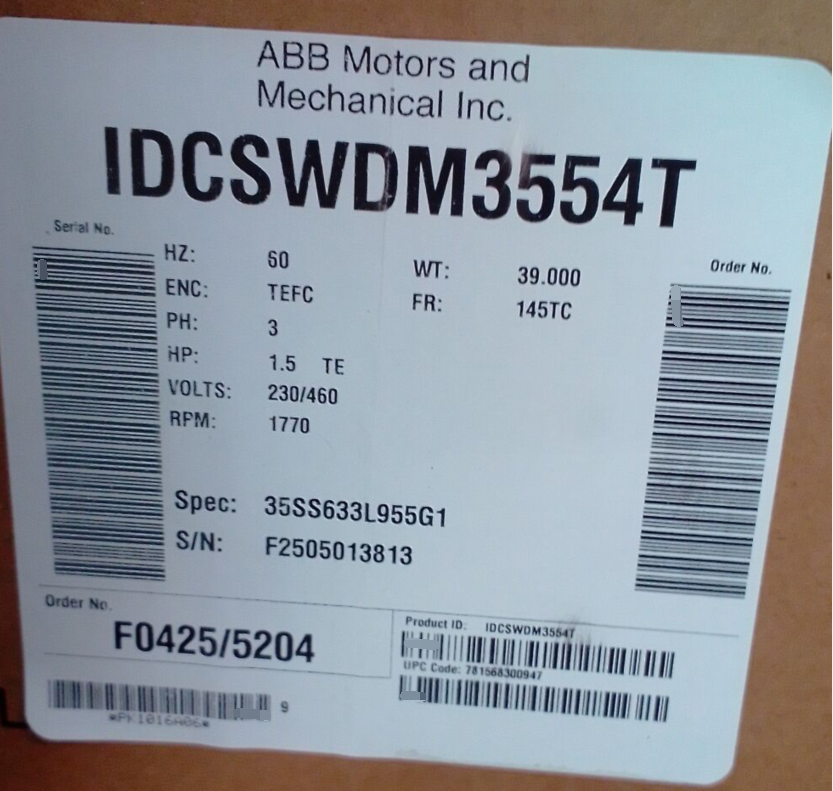 ABB Motors and
Mechanical Inc.
IDCSWDM3554T
Serial No.
HZ: 60
ENC: TEFC
PH: 3
HP: 1.5 TE
VOLTS: 230/460
RPM: 1770
WT: 39.000
FR: 145TC
Order No.
Spec: 35SS633L955G1
S/N: F2505013813
Order No.
F0425/5204
9
*PK1016A06*
Product ID: IDCSWDM3554T
UPC Code: 781568300947